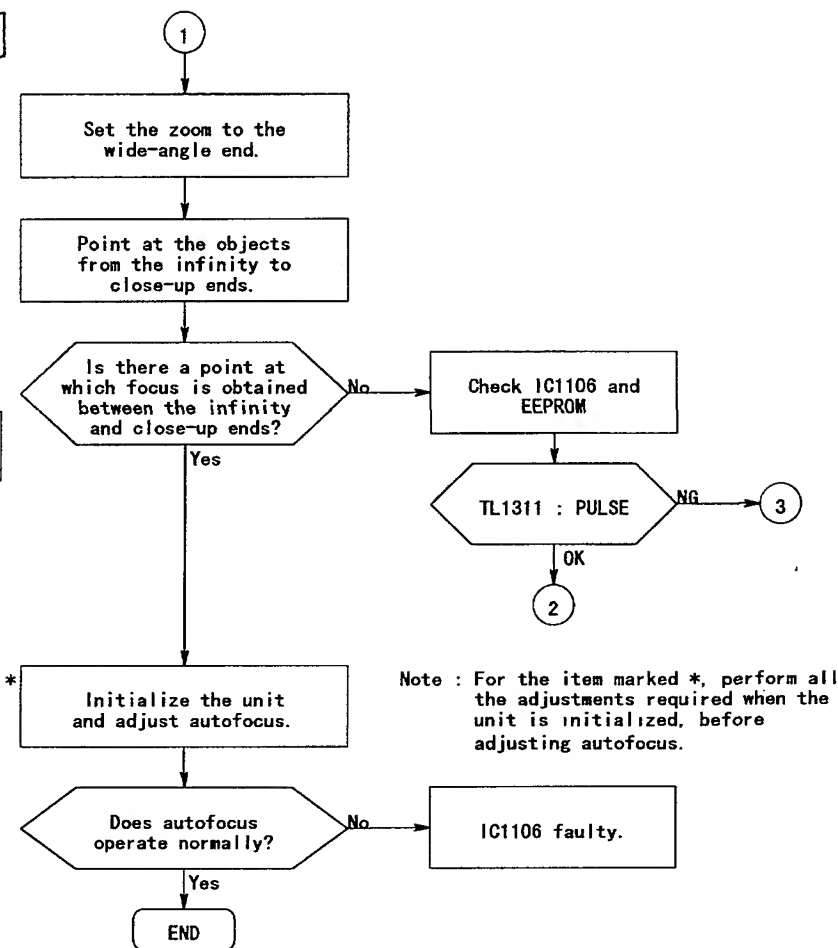 1
Set the zoom to the
wide-angle end.
Point at the objects
from the infinity to
close-up ends.
Is there a point at
which focus is obtained
between the infinity
and close-up ends?
No
Check IC1106 and
EEPROM
Yes
TL1311 : PULSE
NG
3
OK
2
*
Initialize the unit
and adjust autofocus.
Note : For the item marked *, perform all
the adjustments required when the
unit is initialized, before
adjusting autofocus.
Does autofocus
operate normally?
No
IC1106 faulty.
Yes
END